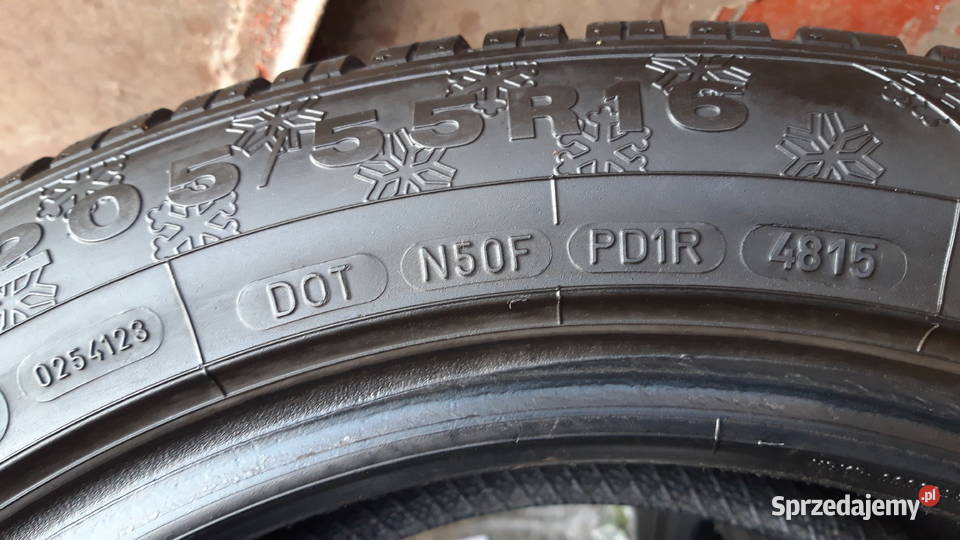 205/55R16
0254123 DOT N50F PD1R 4815
Sprzedajemy.pl